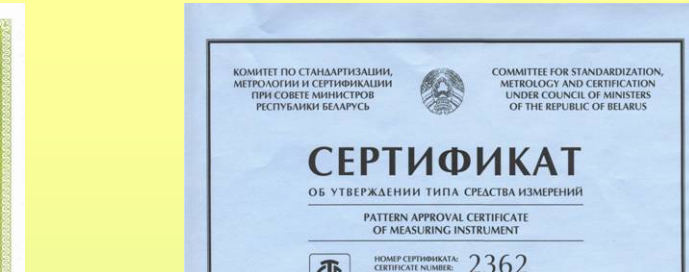 КОМИТЕТ ПО СТАНДАРТИЗАЦИИ,
МЕТРОЛОГИИ И СЕРТИФИКАЦИИ
ПРИ СОВЕТЕ МИНИСТРОВ
РЕСПУБЛИКИ БЕЛАРУСЬ
COMMITTEE FOR STANDARDIZATION,
METROLOGY AND CERTIFICATION
UNDER COUNCIL OF MINISTERS
OF THE REPUBLIC OF BELARUS
СЕРТИФИКАТ
ОБ УТВЕРЖДЕНИИ ТИПА СРЕДСТВА ИЗМЕРЕНИЙ
PATTERN APPROVAL CERTIFICATE
OF MEASURING INSTRUMENT
НОМЕР СЕРТИФИКАТА:
CERTIFICATE NUMBER:
2362